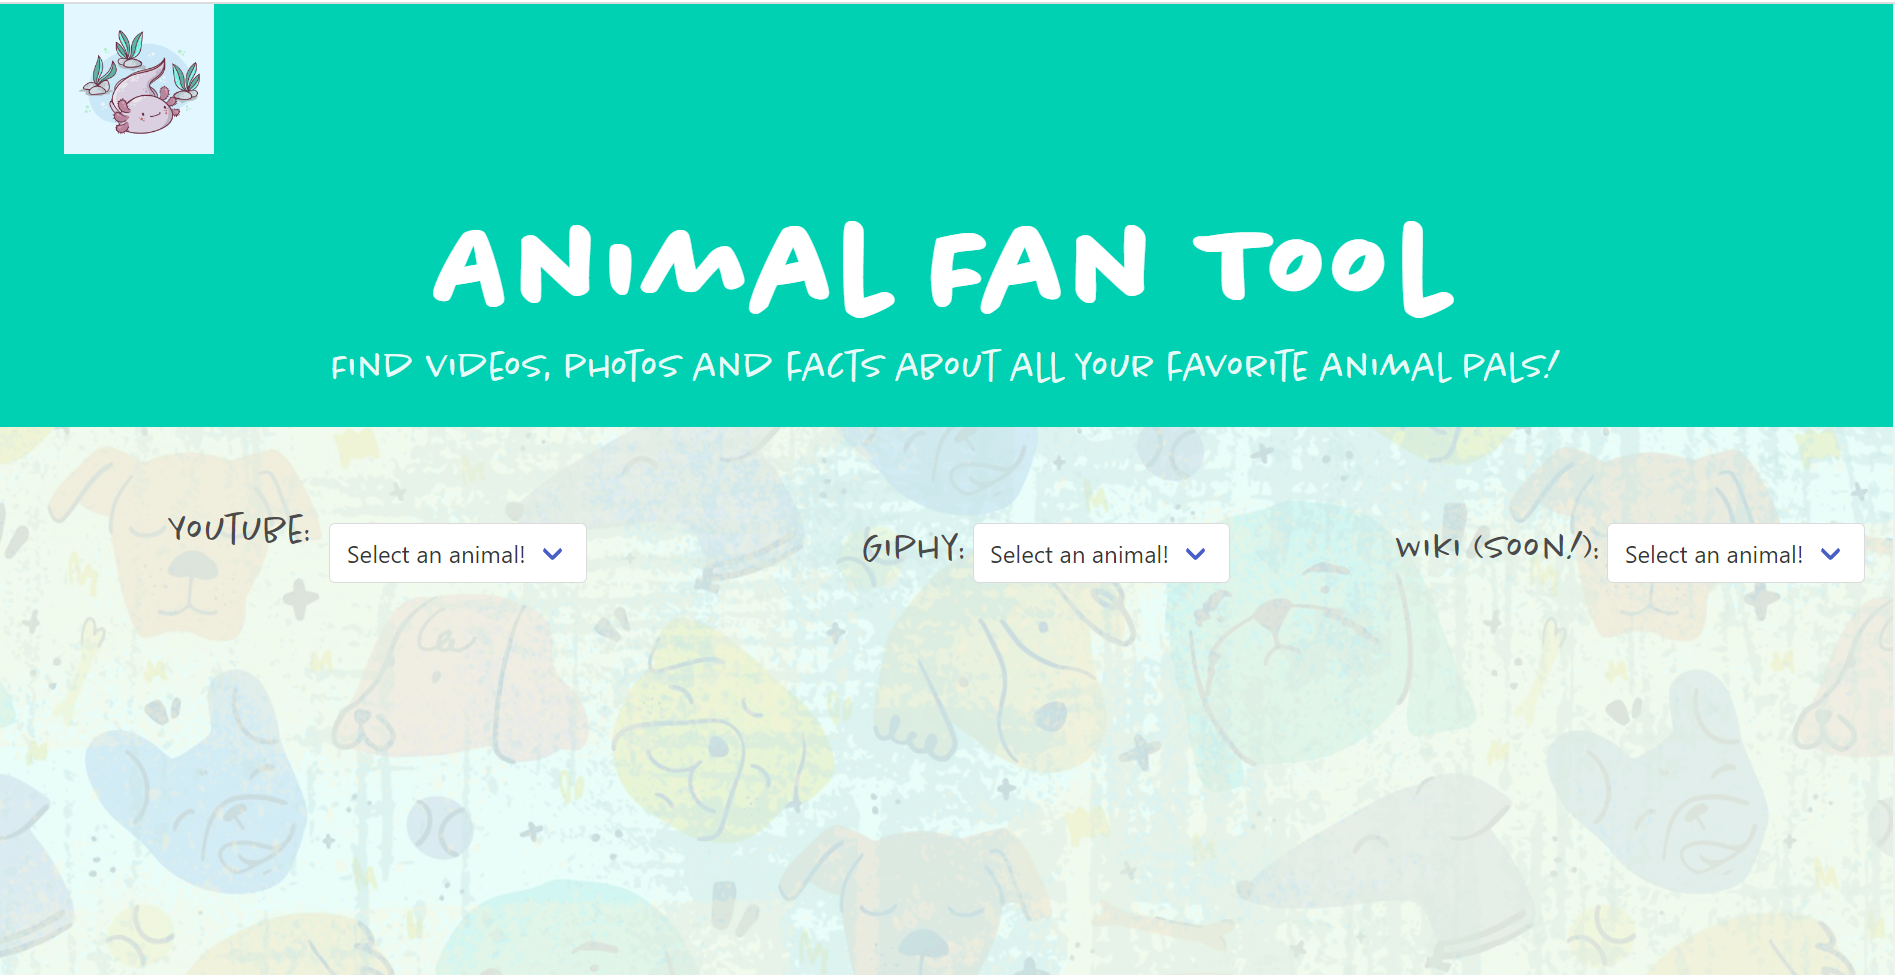 ANIMAL FAN TOOL
FIND VIDEOS, PHOTOS AND FACTS ABOUT ALL YOUR FAVORITE ANIMAL PALS!
YOUTUBE: Select an animal!
GIPHY: Select an animal!
WIKI (SOON!): Select an animal!